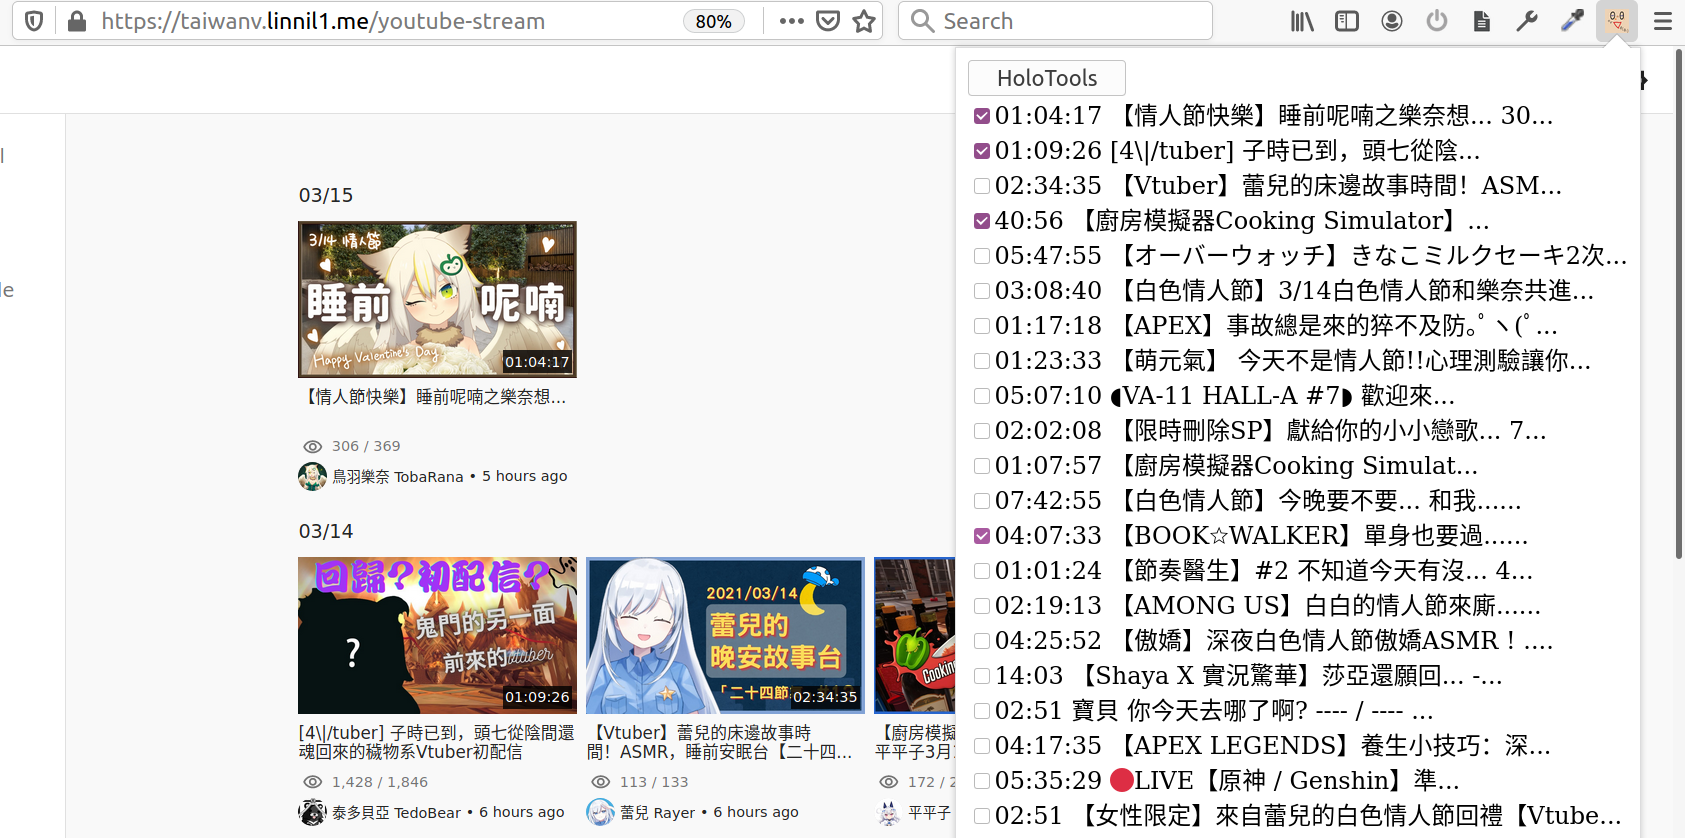 https://taiwanv.linnil1.me/youtube-stream
80%
Search
HoloTools
01:04:17 【情人節快樂】睡前呢喃之樂奈想... 30...
01:09:26 [4\|/tuber] 子時已到，頭七從陰...
02:34:35 【Vtuber】蕾兒的床邊故事時間！ASM...
40:56 【廚房模擬器Cooking Simulator】...
05:47:55 【オーバーウォッチ】きなこミルクセーキ2次...
03:08:40 【白色情人節】3/14白色情人節和樂奈共進...
01:17:18 【APEX】事故總是來的猝不及防｡ﾟヽ(ﾟ...
01:23:33 【萌元氣】 今天不是情人節!!心理測驗讓你...
05:07:10 ◖VA-11 HALL-A #7◗ 歡迎來...
02:02:08 【限時刪除SP】獻給你的小小戀歌... 7...
01:07:57 【廚房模擬器Cooking Simulat...
07:42:55 【白色情人節】今晚要不要... 和我......
04:07:33 【BOOK☆WALKER】單身也要過......
01:01:24 【節奏醫生】#2 不知道今天有沒... 4...
02:19:13 【AMONG US】白白的情人節來廝......
04:25:52 【傲嬌】深夜白色情人節傲嬌ASMR！....
14:03 【Shaya X 實況驚華】莎亞還願回... -...
02:51 寶貝 你今天去哪了啊? ---- / ---- ...
04:17:35 【APEX LEGENDS】養生小技巧：深...
05:35:29 🔴LIVE【原神 / Genshin】準...
02:51 【女性限定】來自蕾兒的白色情人節回禮【Vtube...
03/15
3/14 情人節
睡前 呢喃
Happy Valentine's Day
01:04:17
【情人節快樂】睡前呢喃之樂奈想...
306 / 369
鳥羽樂奈 TobaRana • 5 hours ago
03/14
回歸?初配信?
鬼門的另一面
?
前來的vtuber
01:09:26
[4\|/tuber] 子時已到，頭七從陰間還
魂回來的穢物系Vtuber初配信
1,428 / 1,846
泰多貝亞 TedoBear • 6 hours ago
2021/03/14
蕾兒的
晚安故事台
「二十四節
02:34:35
【Vtuber】蕾兒的床邊故事時
間！ASMR，睡前安眠台【二十四...
113 / 133
蕾兒 Rayer • 6 hours ago
Cooking
【廚房模擬
平平子3月
172 / 2
平平子